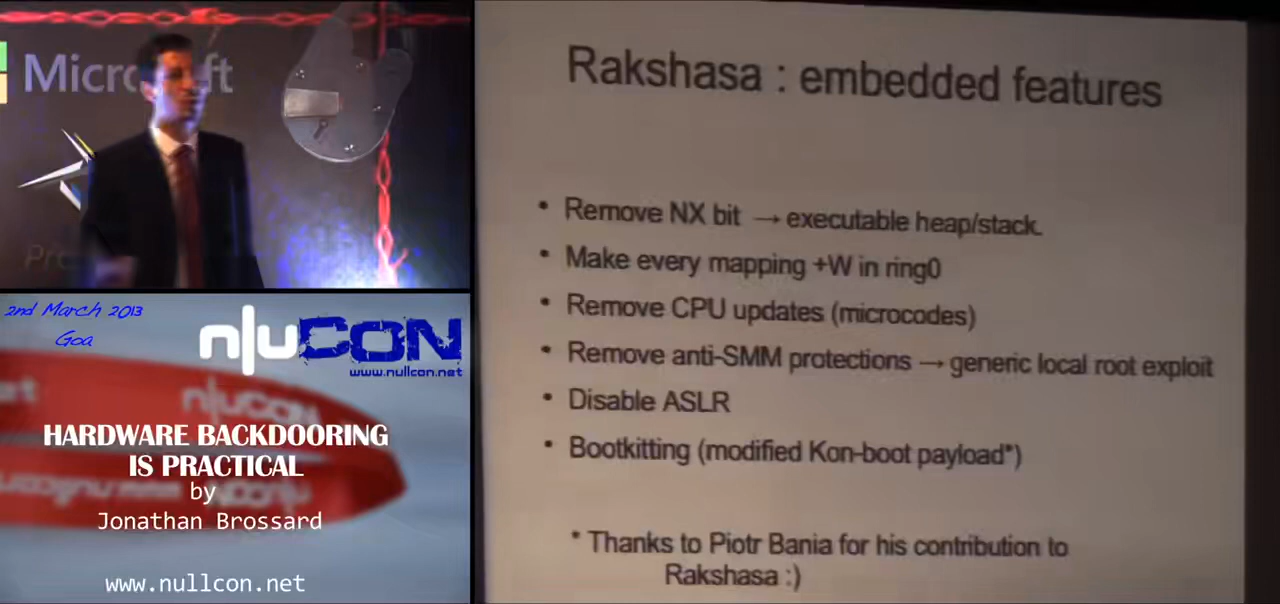 Microsoft
2nd March 2013
Goa
n|u CON
www.nullcon.net
n|uCON
HARDWARE BACKDOORING
IS PRACTICAL
by
Jonathan Brossard
www.nullcon.net
Rakshasa : embedded features
• Remove NX bit → executable heap/stack.
• Make every mapping +W in ring0
• Remove CPU updates (microcodes)
• Remove anti-SMM protections → generic local root exploit
• Disable ASLR
• Bootkitting (modified Kon-boot payload*)
* Thanks to Piotr Bania for his contribution to
Rakshasa :)